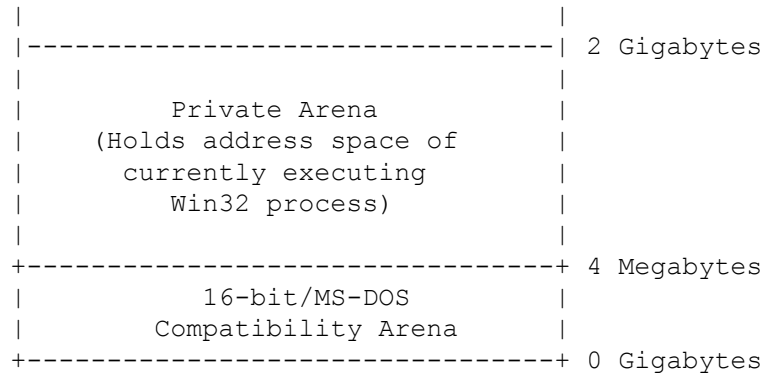 |                                 |
|---------------------------------| 2 Gigabytes
|                                 |
|         Private Arena           |
|    (Holds address space of      |
|      currently executing        |
|         Win32 process)          |
|                                 |
+---------------------------------+ 4 Megabytes
|           16-bit/MS-DOS         |
|        Compatibility Arena      |
+---------------------------------+ 0 Gigabytes